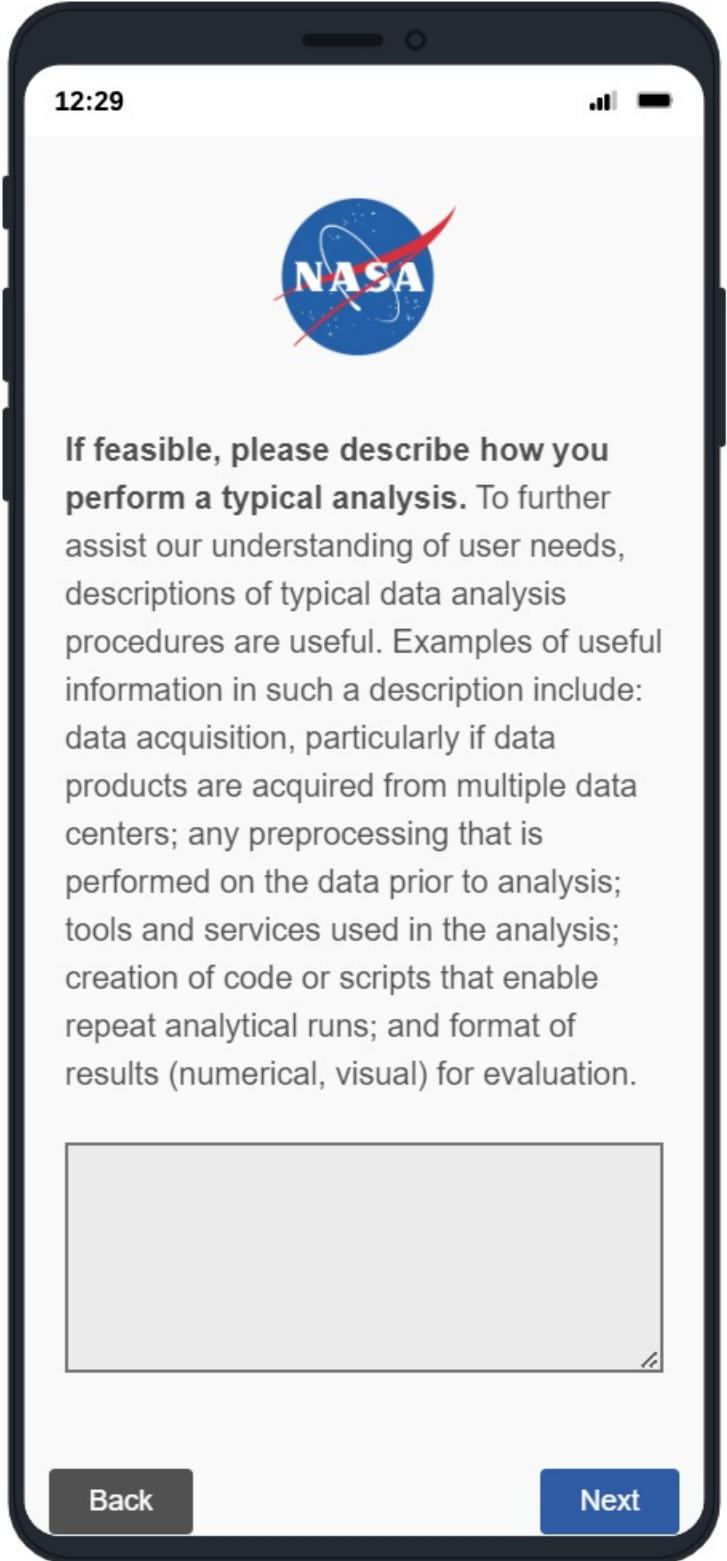 12:29
NASA
If feasible, please describe how you
perform a typical analysis. To further
assist our understanding of user needs,
descriptions of typical data analysis
procedures are useful. Examples of useful
information in such a description include:
data acquisition, particularly if data
products are acquired from multiple data
centers; any preprocessing that is
performed on the data prior to analysis;
tools and services used in the analysis;
creation of code or scripts that enable
repeat analytical runs; and format of
results (numerical, visual) for evaluation.
Back
Next